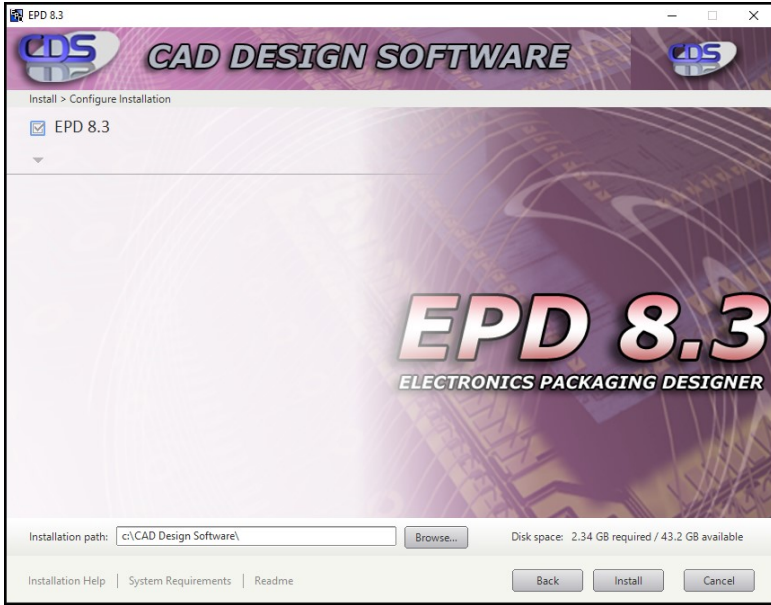 EPD 8.3
CDS CAD DESIGN SOFTWARE CDS
Install > Configure Installation
EPD 8.3
EPD 8.3
ELECTRONICS PACKAGING DESIGNER
Installation path: c:\CAD Design Software\ Browse... Disk space: 2.34 GB required / 43.2 GB available
Installation Help | System Requirements | Readme Back Install Cancel